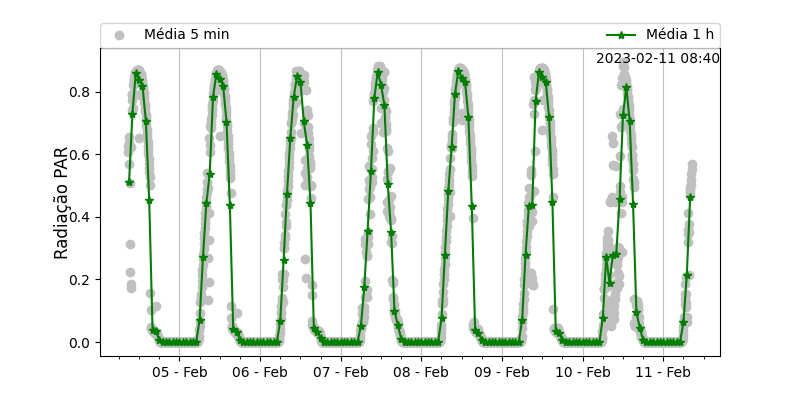 Média 5 min
Média 1 h
2023-02-11 08:40
Radiação PAR
0.8
0.6
0.4
0.2
0.0
05 - Feb
06 - Feb
07 - Feb
08 - Feb
09 - Feb
10 - Feb
11 - Feb